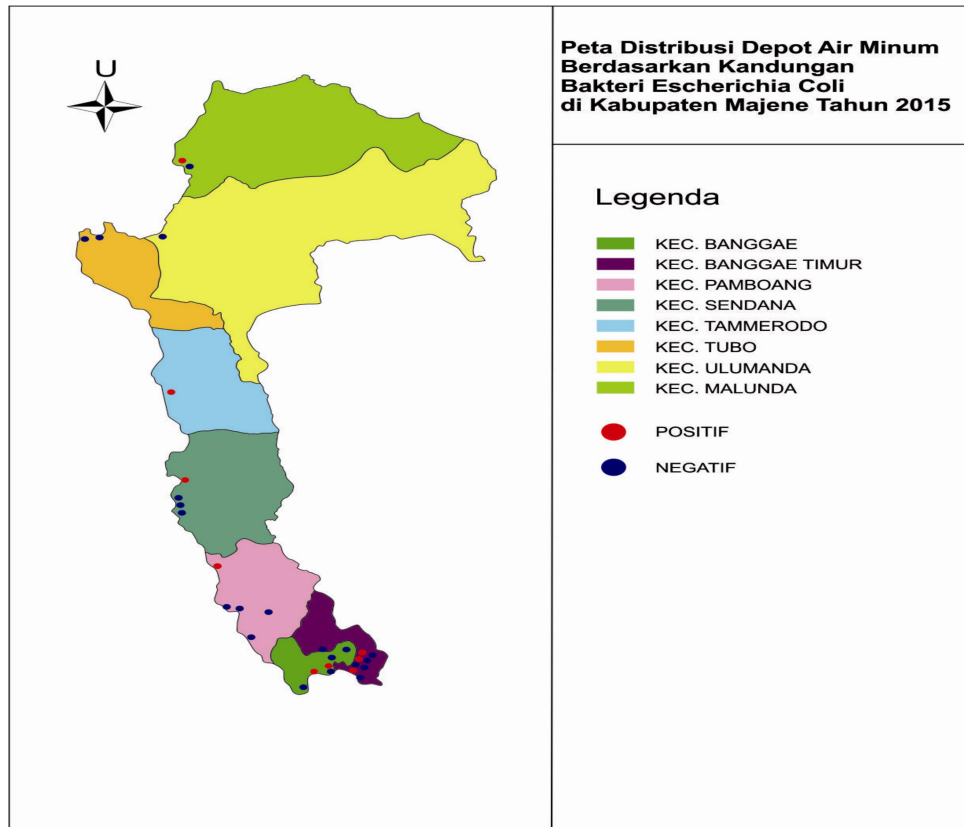 U
Peta Distribusi Depot Air Minum
Berdasarkan Kandungan
Bakteri Escherichia Coli
di Kabupaten Majene Tahun 2015
Legenda
KEC. BANGGAE
KEC. BANGGAE TIMUR
KEC. PAMBOANG
KEC. SENDANA
KEC. TAMMERODO
KEC. TUBO
KEC. ULUMANDA
KEC. MALUNDA
POSITIF
NEGATIF